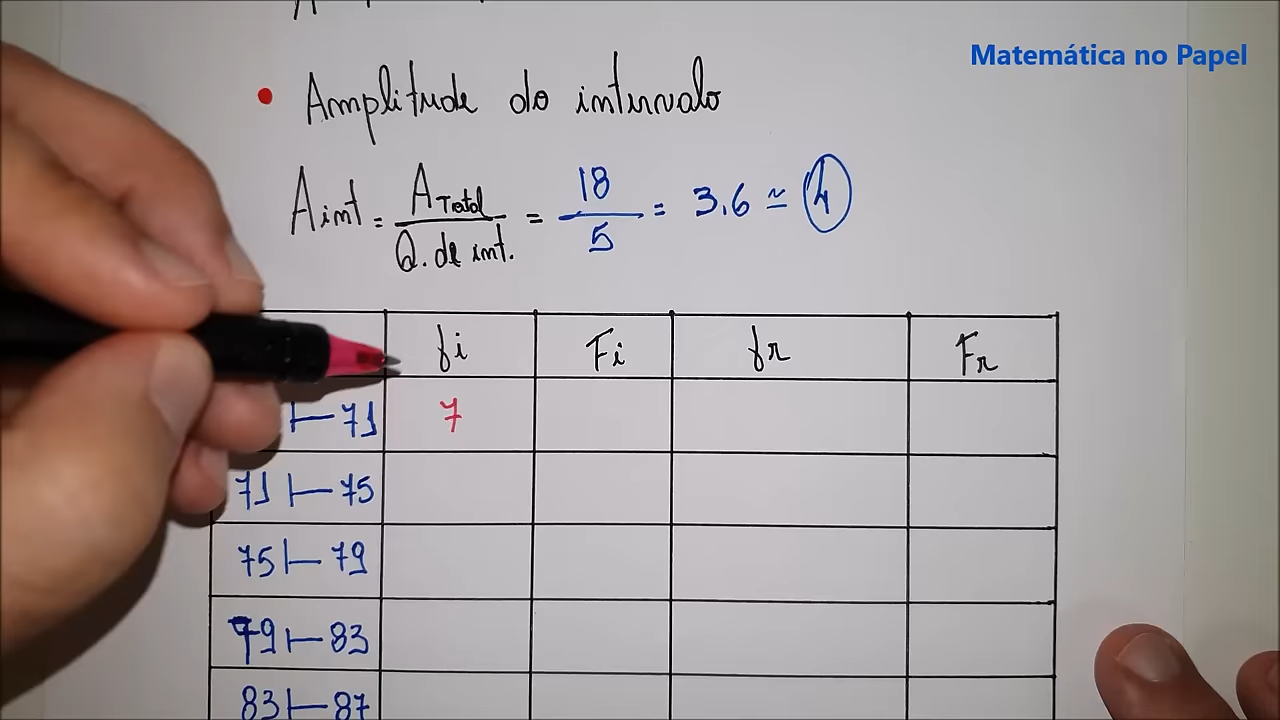 Matemática no Papel
• Amplitude do intervalo
Aint = ATotal / Q. de int. = 18 / 5 = 3,6 ≃ 4
fi Fi fr Fr
⊢ 71 7
71 ⊢ 75
75 ⊢ 79
79 ⊢ 83
83 ⊢ 87